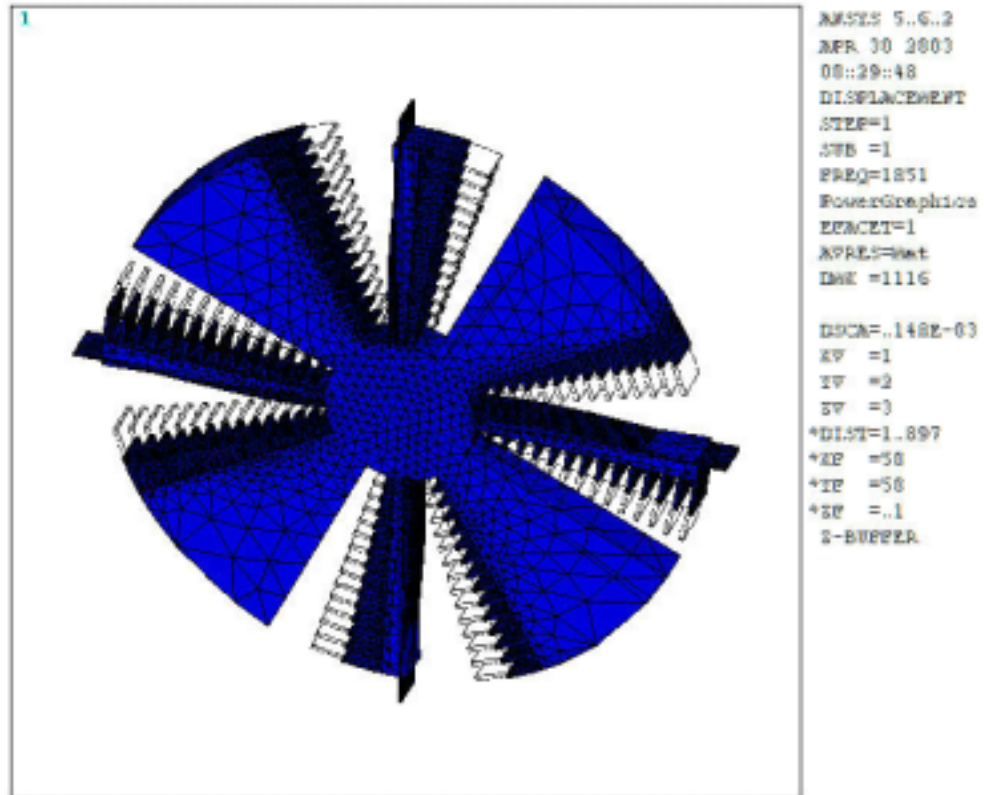 1
ANSYS 5.6.2
APR 30 2003
08:29:48
DISPLACEMENT
STEP=1
SUB =1
FREQ=1851
PowerGraphics
EFACET=1
AVRES=Mat
DMX =1116
DSCA=.148E-03
XV =1
YV =2
ZV =3
*DIST=1.897
*XF =58
*YF =58
*ZF =.1
Z-BUFFER